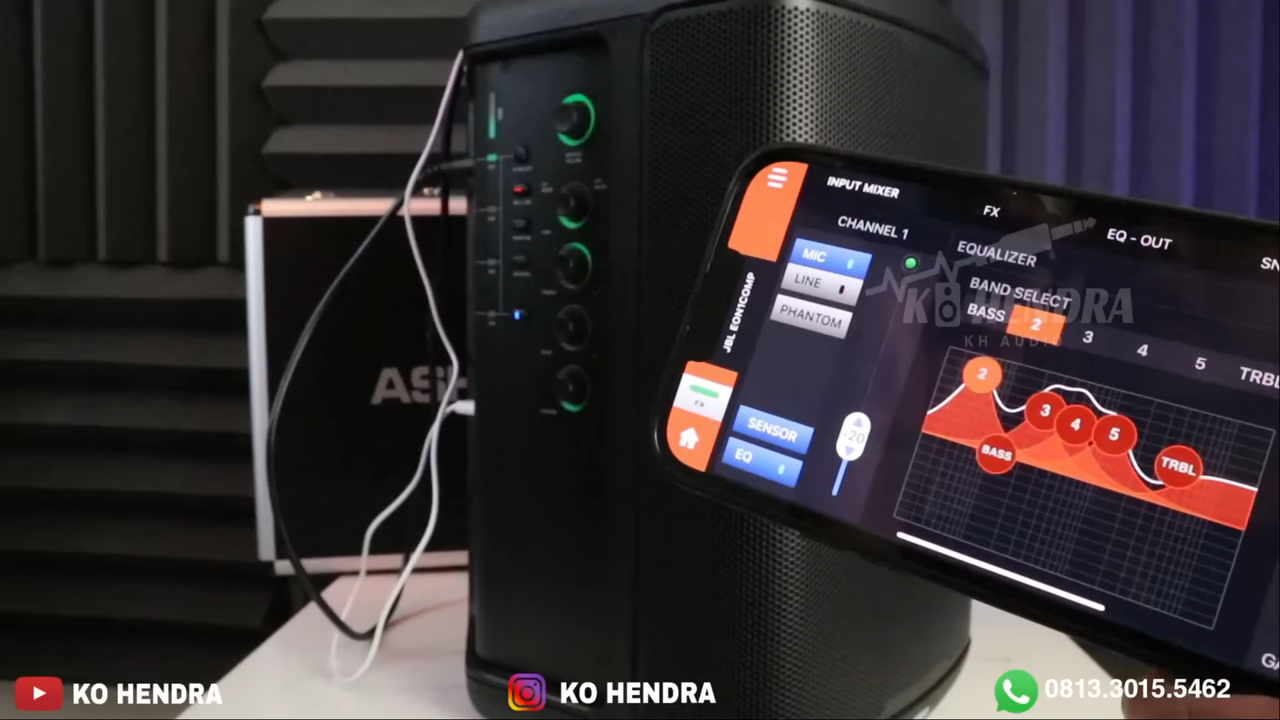 INPUT MIXER
FX
EQ - OUT
CHANNEL 1
MIC
LINE
PHANTOM
EQUALIZER
BAND SELECT
BASS 2 3 4 5 TRBL
JBL EON1COMP
FX
SENSOR
EQ
-20
2
3
4
5
BASS
TRBL
KO HENDRA
KH AUDIO
KO HENDRA
KO HENDRA
0813.3015.5462